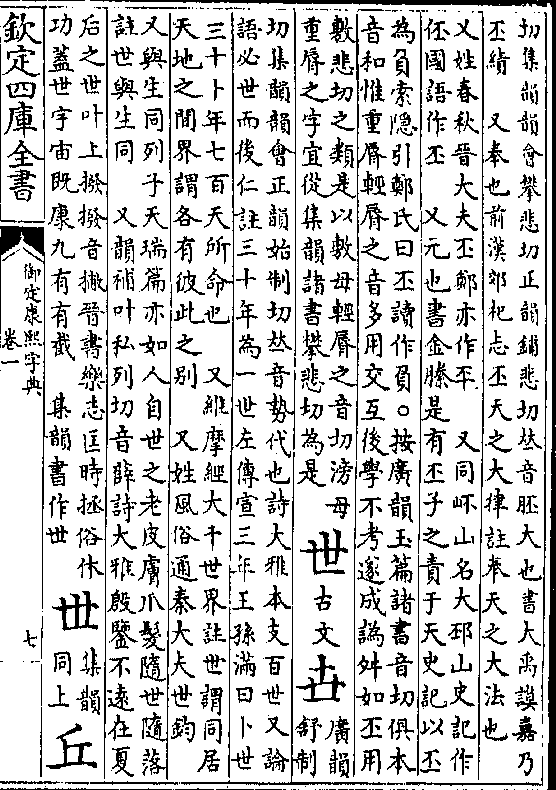 切集韻韻會攀悲切正韻鋪悲切𠀤音胚大也書大禹謨嘉乃
丕績　又奉也前漢郊祀志丕天之大律註奉天之大法也
又姓春秋晉大夫丕鄭亦作㔻　又同岯山名大邳山史記作
伾國語作丕　又元也書金縢是有丕子之責于天史記以丕
為負索隱引鄭氏曰丕讀作負○按廣韻玉篇諸書音切俱本
音和惟重脣輕脣之音多用交互後學不考遂成譌舛如丕用
敷悲切之類是以敷母輕脣之音切滂母
重脣之字宜從集韻諸書攀悲切為是
世
古文
𠀍
廣韻
舒制
切集韻韻會正韻始制切𠀤音勢代也詩大雅本支百世又論
語必世而後仁註三十年為一世左傳宣三年王孫滿曰卜世
三十卜年七百天所命也　又維摩經大千世界註世謂同居
天地之間界謂各有彼此之别　又姓風俗通秦大夫世鈞
又與生同列子天瑞篇亦如人自世之老皮膚爪髮隨世隨落
註世與生同　又韻補叶私列切音薛詩大雅殷鑒不遠在夏
后之世叶上撥撥音撇晉書樂志匡時拯俗休
功蓋世宇宙既康九有有截　集韻書作卋
丗
集韻
同上
丘
欽定四庫全書
御定康熙字典
卷一
七